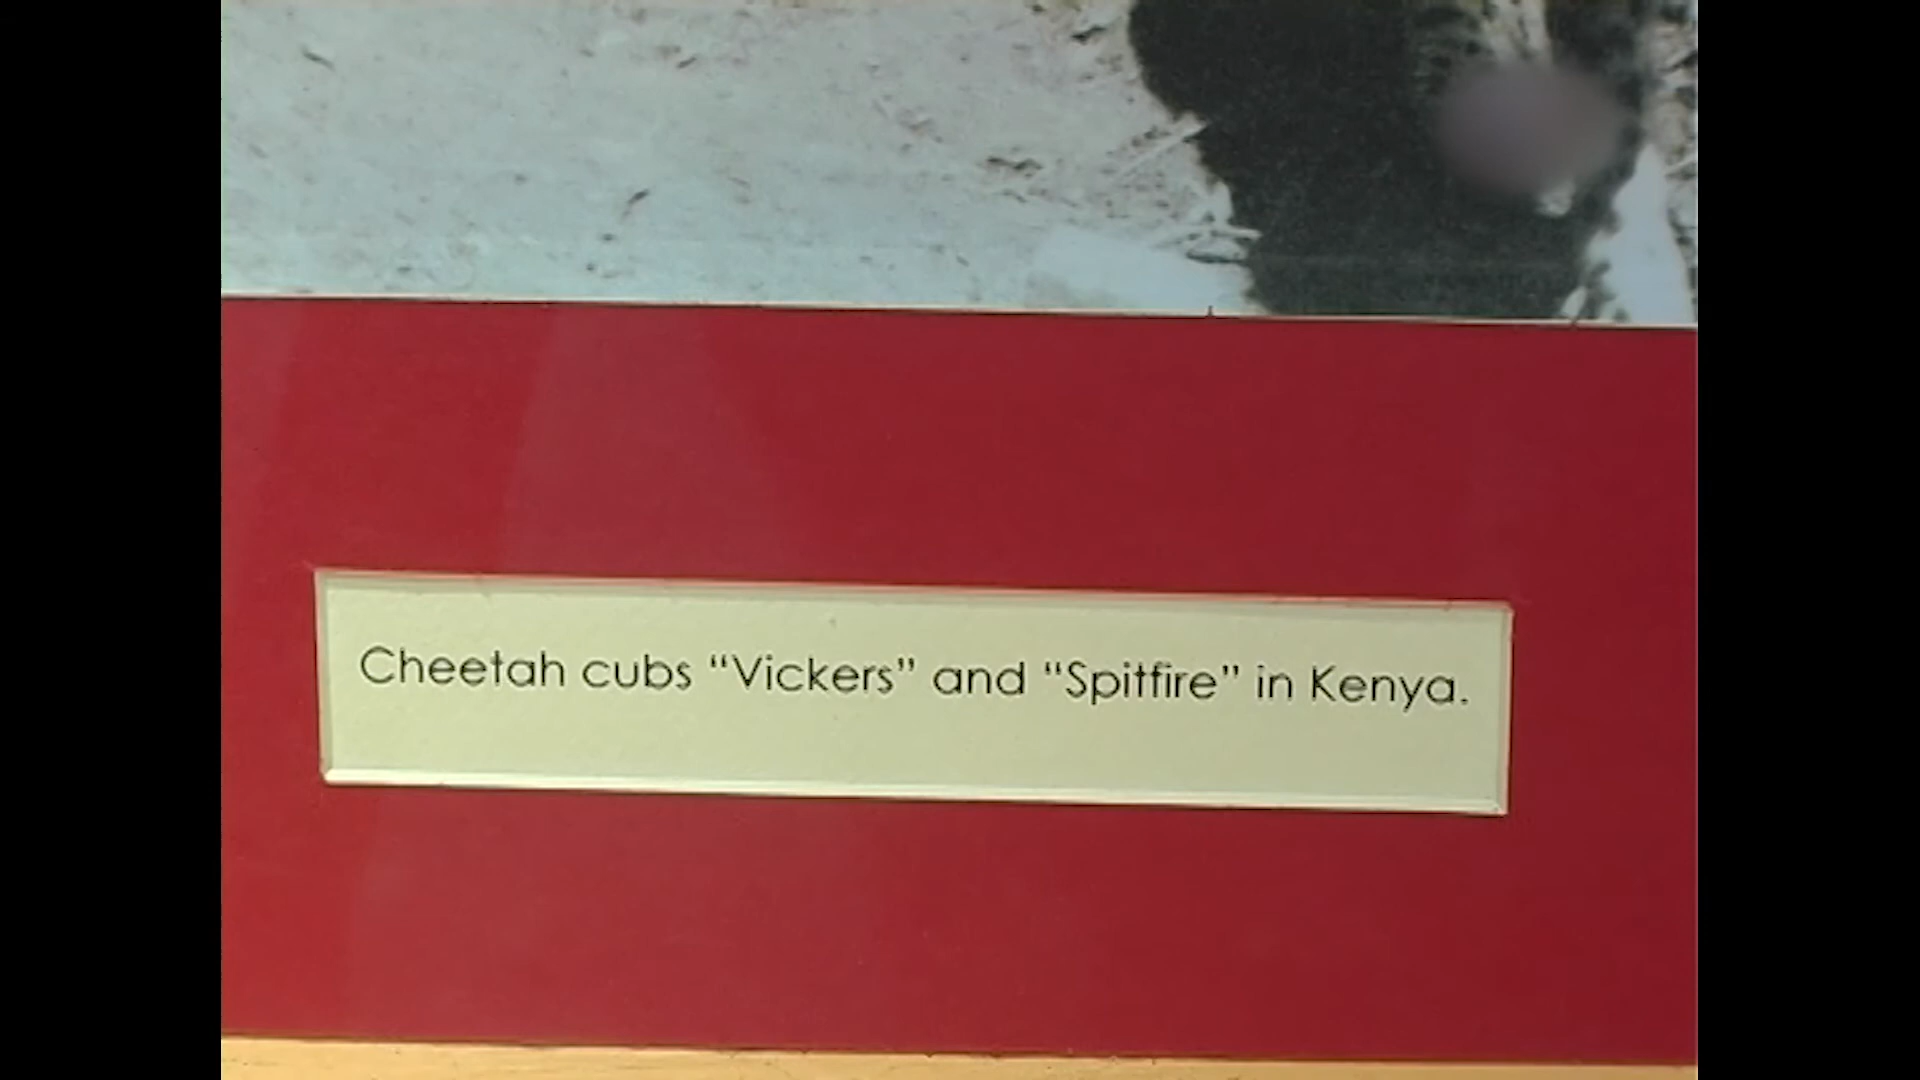 Cheetah cubs “Vickers” and “Spitfire” in Kenya.